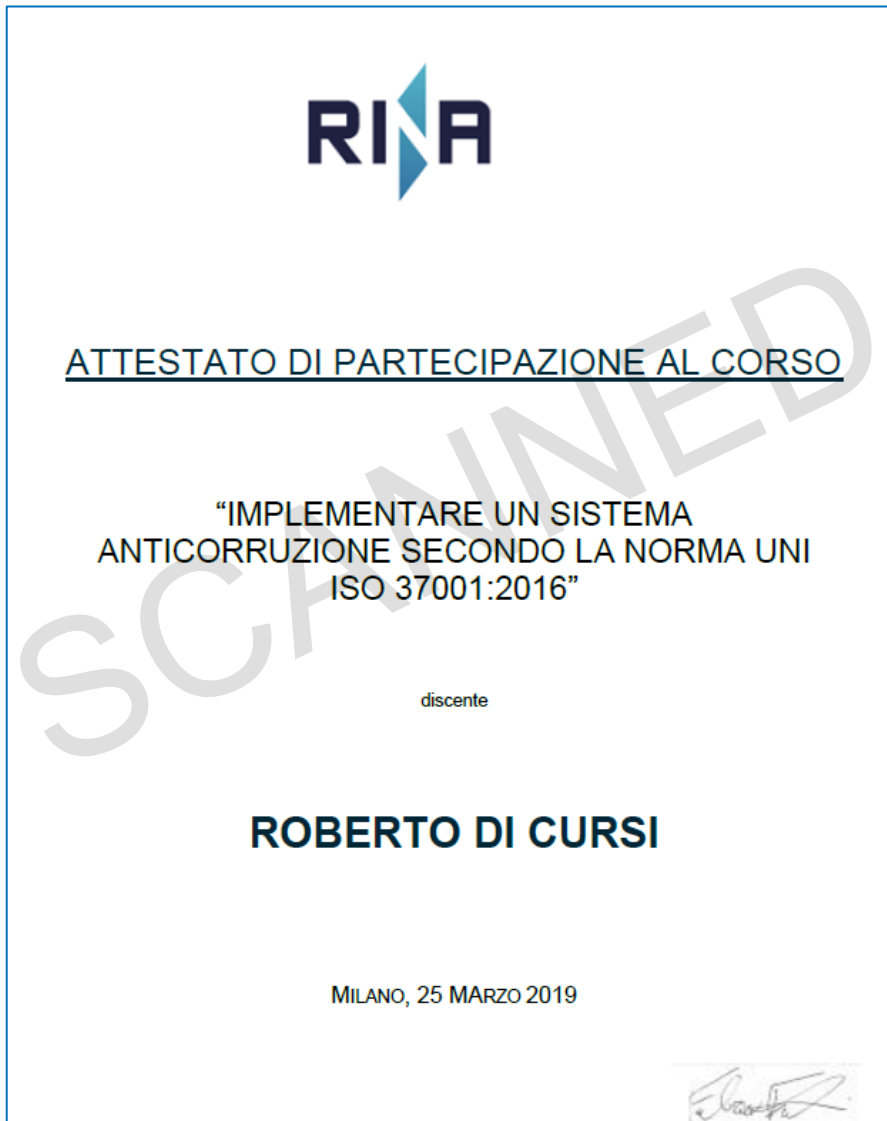 RINA
ATTESTATO DI PARTECIPAZIONE AL CORSO
“IMPLEMENTARE UN SISTEMA
ANTICORRUZIONE SECONDO LA NORMA UNI
ISO 37001:2016”
SCANNED
discente
ROBERTO DI CURSI
MILANO, 25 MARZO 2019